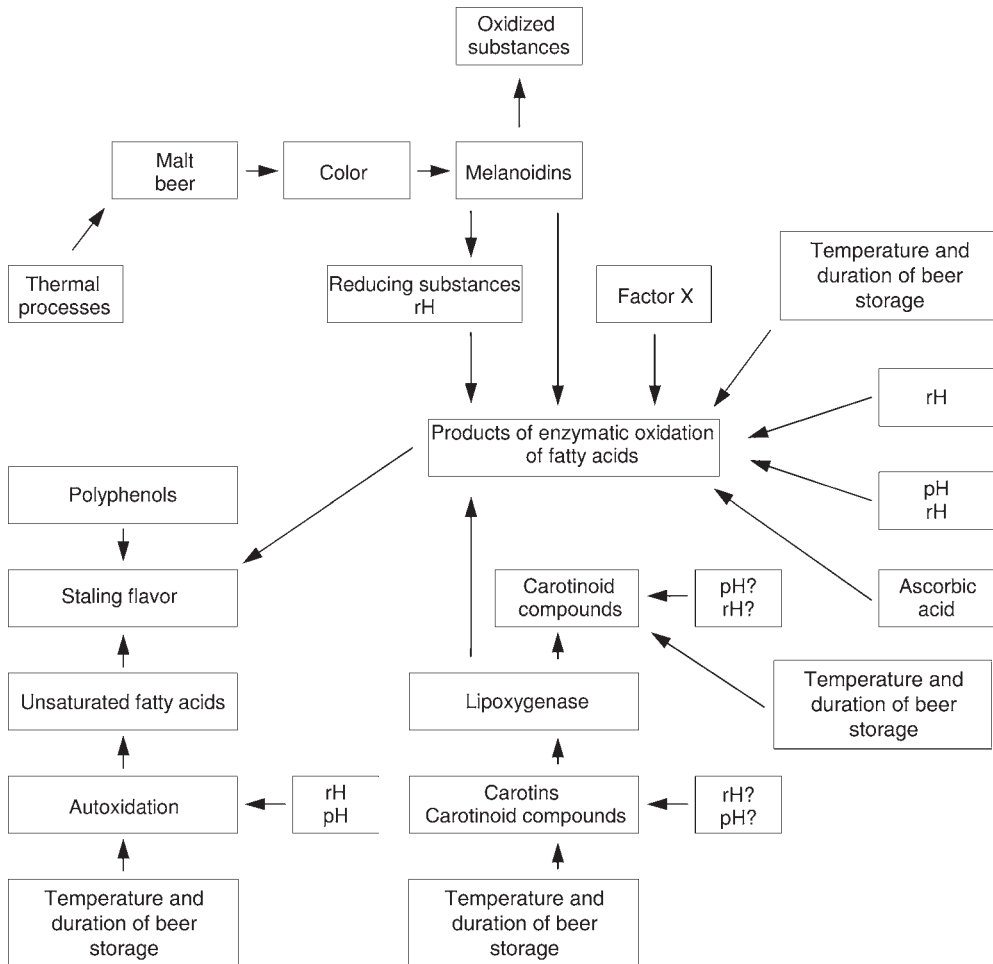 Oxidized
substances
Malt
beer
Color
Melanoidins
Thermal
processes
Reducing substances
rH
Factor X
Temperature and
duration of beer
storage
rH
Products of enzymatic oxidation
of fatty acids
pH
rH
Polyphenols
Staling flavor
Carotinoid
compounds
pH?
rH?
Ascorbic
acid
Unsaturated fatty acids
Lipoxygenase
Temperature and
duration of beer
storage
Autoxidation
rH
pH
Carotins
Carotinoid compounds
rH?
pH?
Temperature and
duration of beer
storage
Temperature and
duration of beer
storage